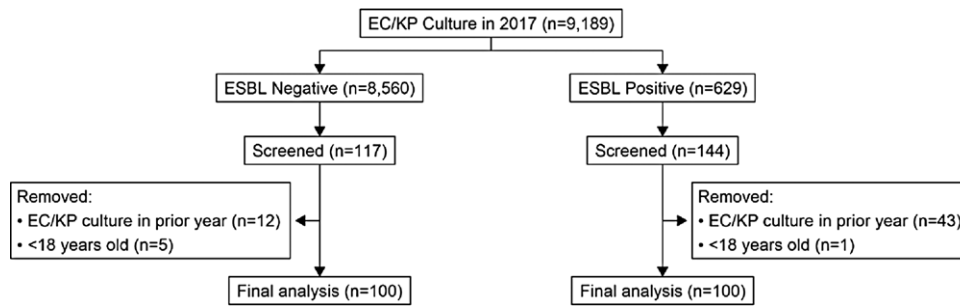 EC/KP Culture in 2017 (n=9,189)
ESBL Negative (n=8,560)
ESBL Positive (n=629)
Screened (n=117)
Screened (n=144)
Removed:
• EC/KP culture in prior year (n=12)
• <18 years old (n=5)
Removed:
• EC/KP culture in prior year (n=43)
• <18 years old (n=1)
Final analysis (n=100)
Final analysis (n=100)